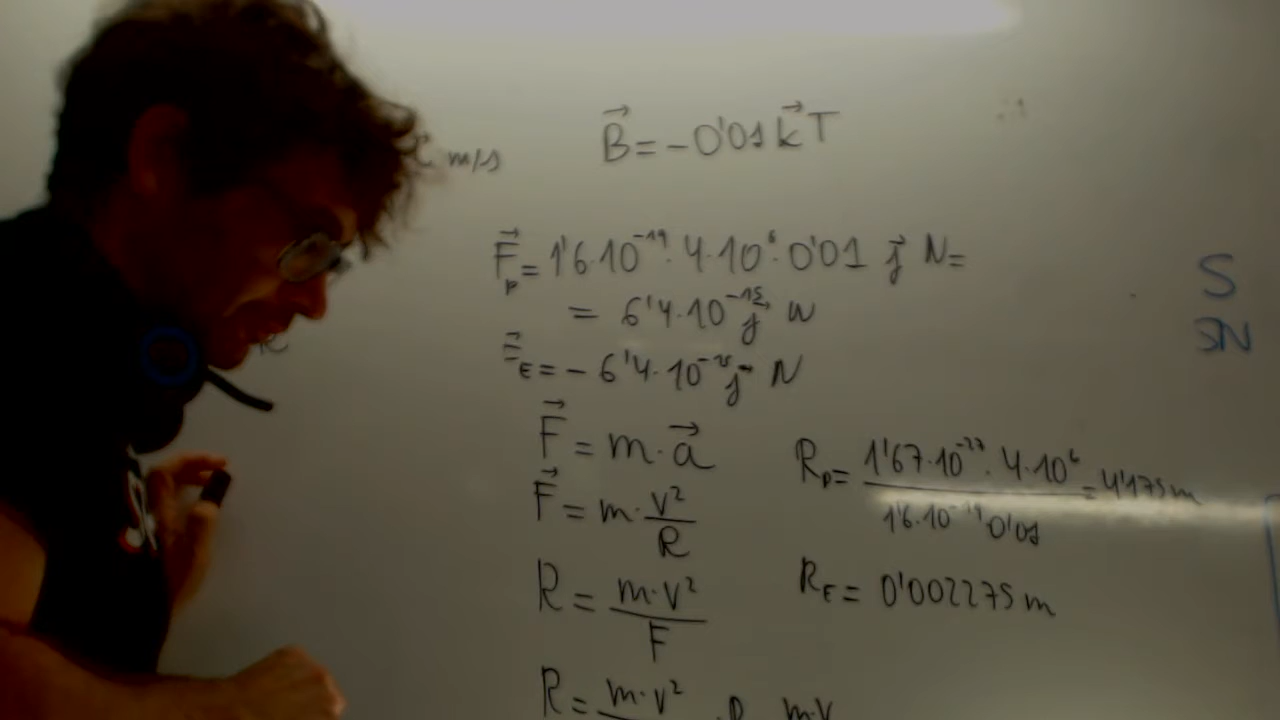 m/s
B⃗ = -0'01 k⃗ T
F⃗p = 1'6·10⁻¹⁹·4·10⁶·0'01 j⃗ N =
= 6'4·10⁻¹⁵ j⃗ N
F⃗E = -6'4·10⁻¹⁵ j⃗ N
F⃗ = m·a⃗
F⃗ = m·v²/R
R = m·v²/F
R = m·v²
m·v
Rp = 1'67·10⁻²⁷·4·10⁶ / 1'6·10⁻¹⁹ 0'01 = 4'175 m
RE = 0'002275 m
S
SN